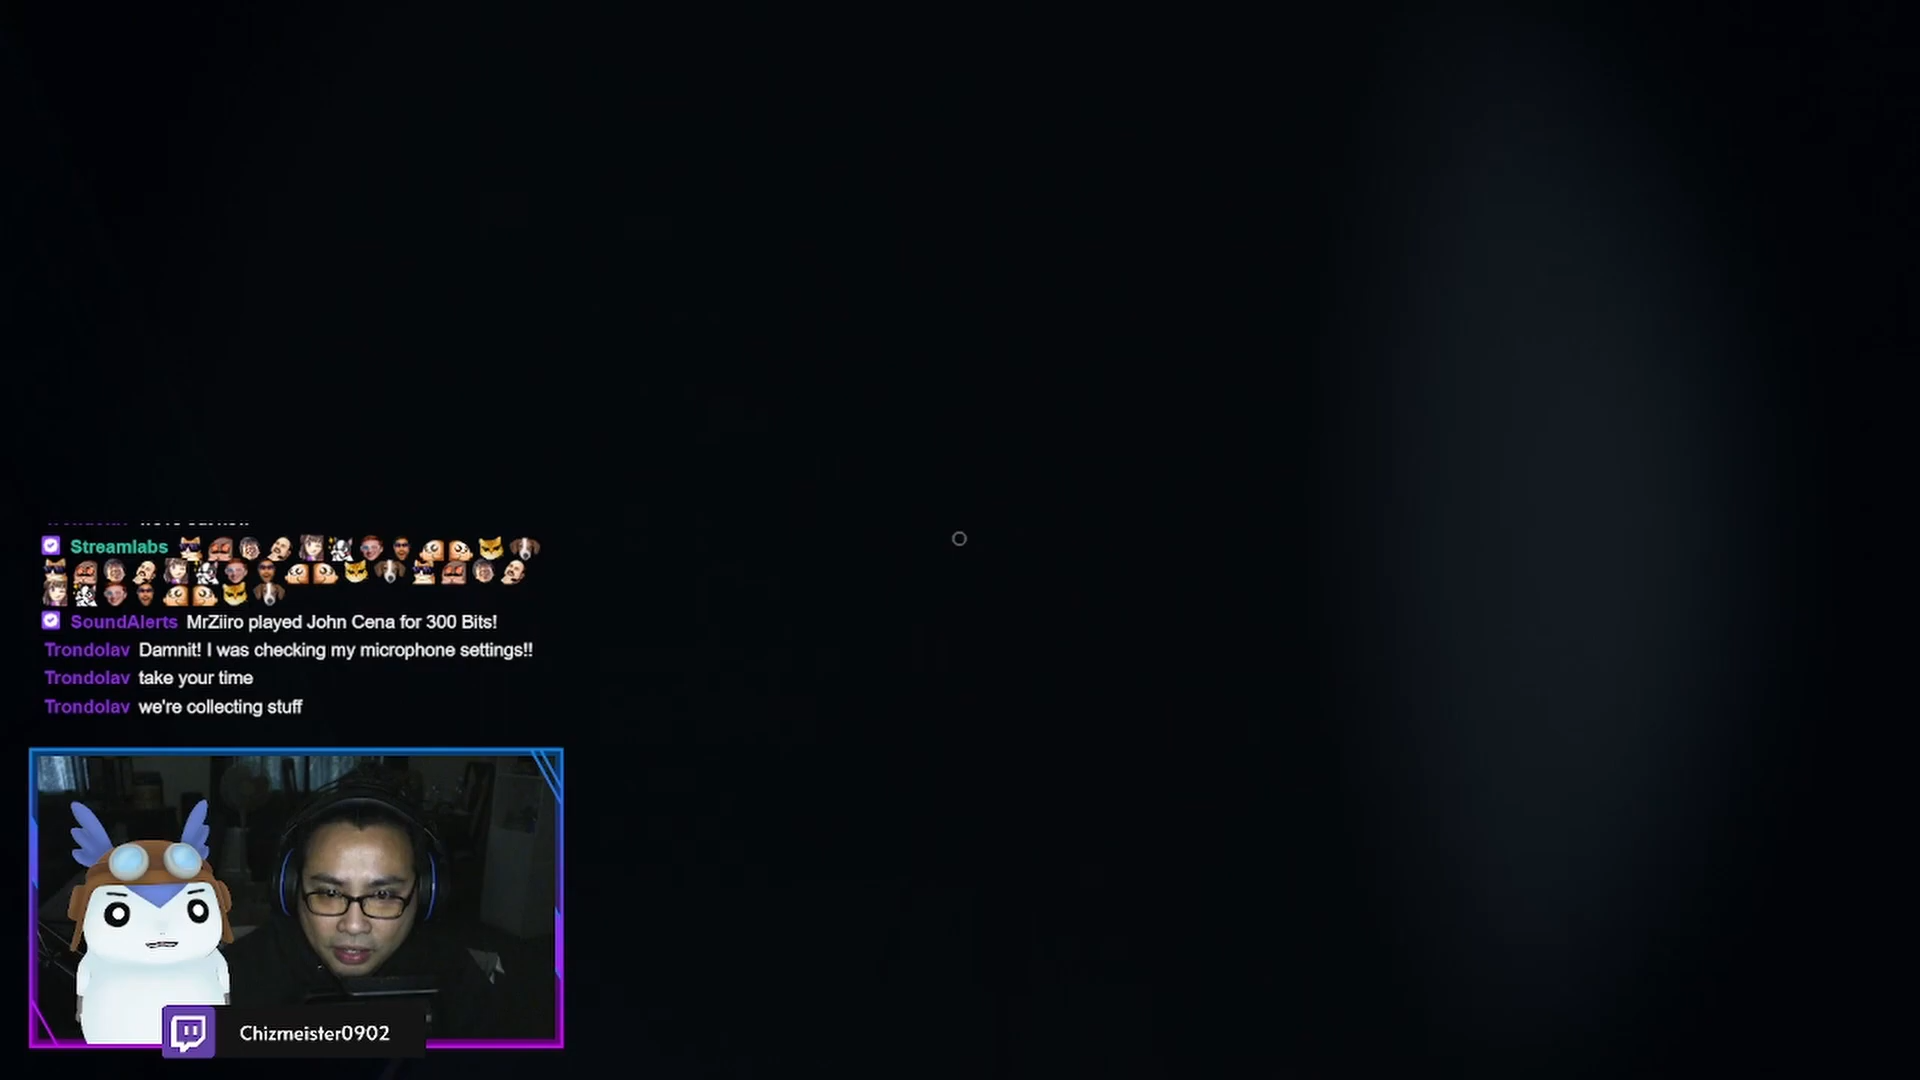 Streamlabs
SoundAlerts MrZiiro played John Cena for 300 Bits!
Trondolav Damnit! I was checking my microphone settings!!
Trondolav take your time
Trondolav we're collecting stuff
Chizmeister0902